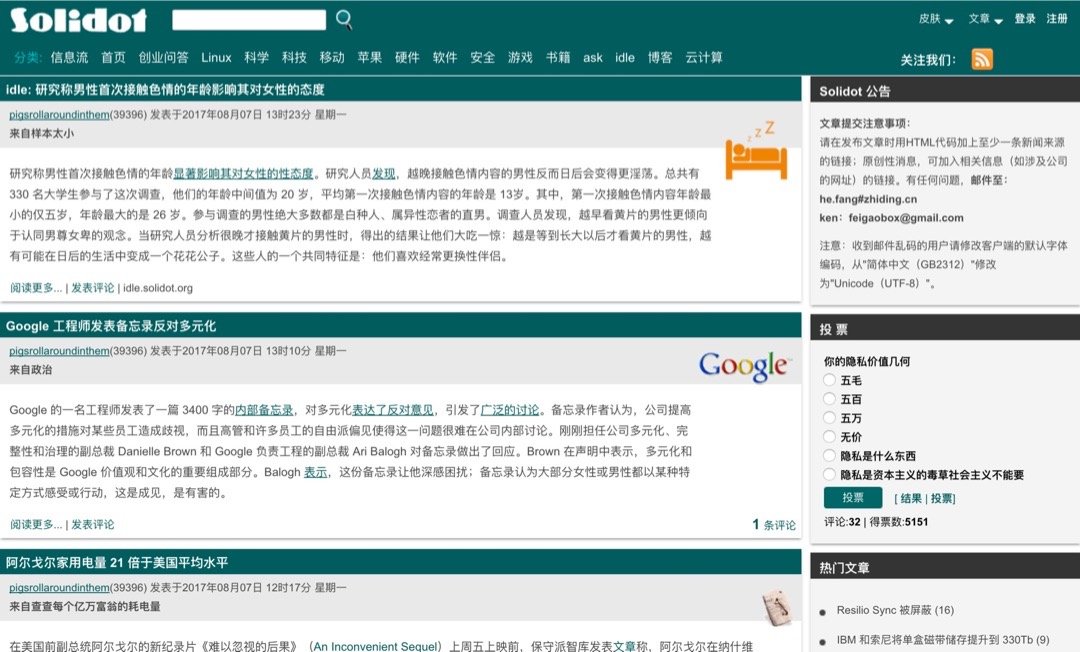 Solidot
皮肤 文章 登录 注册
分类: 信息流 首页 创业问答 Linux 科学 科技 移动 苹果 硬件 软件 安全 游戏 书籍 ask idle 博客 云计算
关注我们：
idle: 研究称男性首次接触色情的年龄影响其对女性的态度
pigsrollaroundinthem(39396) 发表于2017年08月07日 13时23分 星期一
来自样本太小
z z Z
研究称男性首次接触色情的年龄显著影响其对女性的性态度。研究人员发现，越晚接触色情内容的男性反而日后会变得更淫荡。总共有
330 名大学生参与了这次调查，他们的年龄中间值为 20 岁，平均第一次接触色情内容的年龄是 13岁。其中，第一次接触色情内容年龄最
小的仅五岁，年龄最大的是 26 岁。参与调查的男性绝大多数都是白种人、属异性恋者的直男。调查人员发现，越早看黄片的男性更倾向
于认同男尊女卑的观念。当研究人员分析很晚才接触黄片的男性时，得出的结果让他们大吃一惊：越是等到长大以后才看黄片的男性，越
有可能在日后的生活中变成一个花花公子。这些人的一个共同特征是：他们喜欢经常更换性伴侣。
阅读更多... | 发表评论 | idle.solidot.org
Google 工程师发表备忘录反对多元化
pigsrollaroundinthem(39396) 发表于2017年08月07日 13时10分 星期一
来自政治
Google
Google 的一名工程师发表了一篇 3400 字的内部备忘录，对多元化表达了反对意见，引发了广泛的讨论。备忘录作者认为，公司提高
多元化的措施对某些员工造成歧视，而且高管和许多员工的自由派偏见使得这一问题很难在公司内部讨论。刚刚担任公司多元化、完
整性和治理的副总裁 Danielle Brown 和 Google 负责工程的副总裁 Ari Balogh 对备忘录做出了回应。Brown 在声明中表示，多元化和
包容性是 Google 价值观和文化的重要组成部分。Balogh 表示，这份备忘录让他深感困扰；备忘录认为大部分女性或男性都以某种特
定方式感受或行动，这是成见，是有害的。
阅读更多... | 发表评论
1 条评论
阿尔戈尔家用电量 21 倍于美国平均水平
pigsrollaroundinthem(39396) 发表于2017年08月07日 12时17分 星期一
来自查查每个亿万富翁的耗电量
在美国前副总统阿尔戈尔的新纪录片《难以忽视的后果》（An Inconvenient Sequel）上周五上映前，保守派智库发表文章称，阿尔戈尔在纳什维
Solidot 公告
文章提交注意事项：
请在发布文章时用HTML代码加上至少一条新闻来源
的链接；原创性消息，可加入相关信息（如涉及公司
的网址）的链接。有任何问题，邮件至：
he.fang#zhiding.cn
ken：feigaobox@gmail.com
注意：收到邮件乱码的用户请修改客户端的默认字体
编码，从"简体中文（GB2312）"修改
为"Unicode（UTF-8）"。
投 票
你的隐私价值几何
五毛
五百
五万
无价
隐私是什么东西
隐私是资本主义的毒草社会主义不能要
投票 [ 结果 | 投票]
评论:32 | 得票数:5151
热门文章
Resilio Sync 被屏蔽 (16)
IBM 和索尼将单盒磁带储存提升到 330Tb (9)